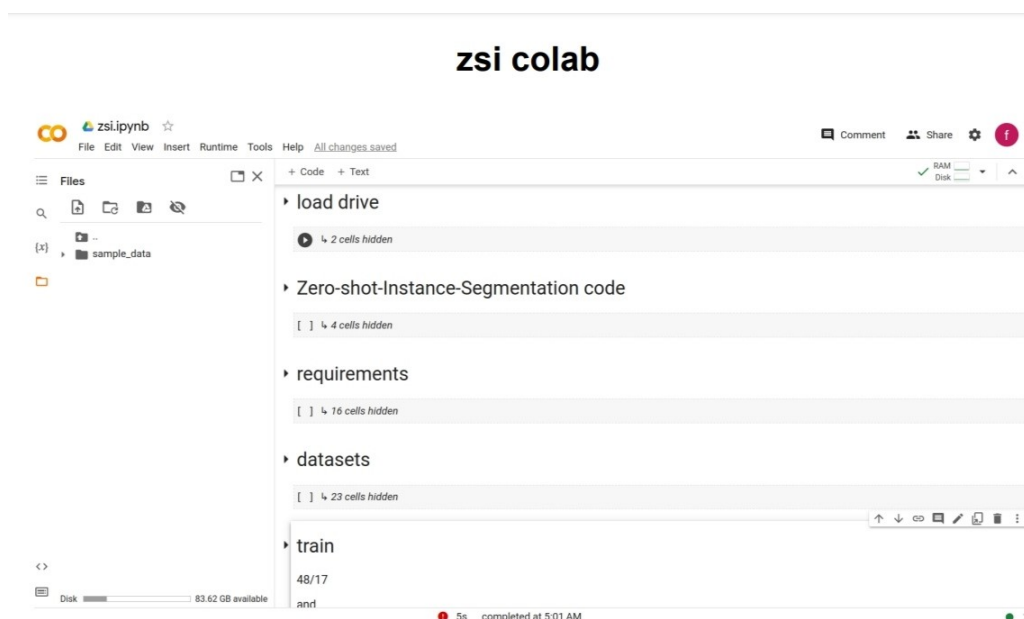 zsi colab
zsi.ipynb
File Edit View Insert Runtime Tools Help All changes saved
Comment Share f
Files
+ Code + Text
RAM
Disk
..
sample_data
{x}
load drive
2 cells hidden
Zero-shot-Instance-Segmentation code
[ ] 4 cells hidden
requirements
[ ] 16 cells hidden
datasets
[ ] 23 cells hidden
train
48/17
and
<>
Disk 83.62 GB available
5s completed at 5:01 AM